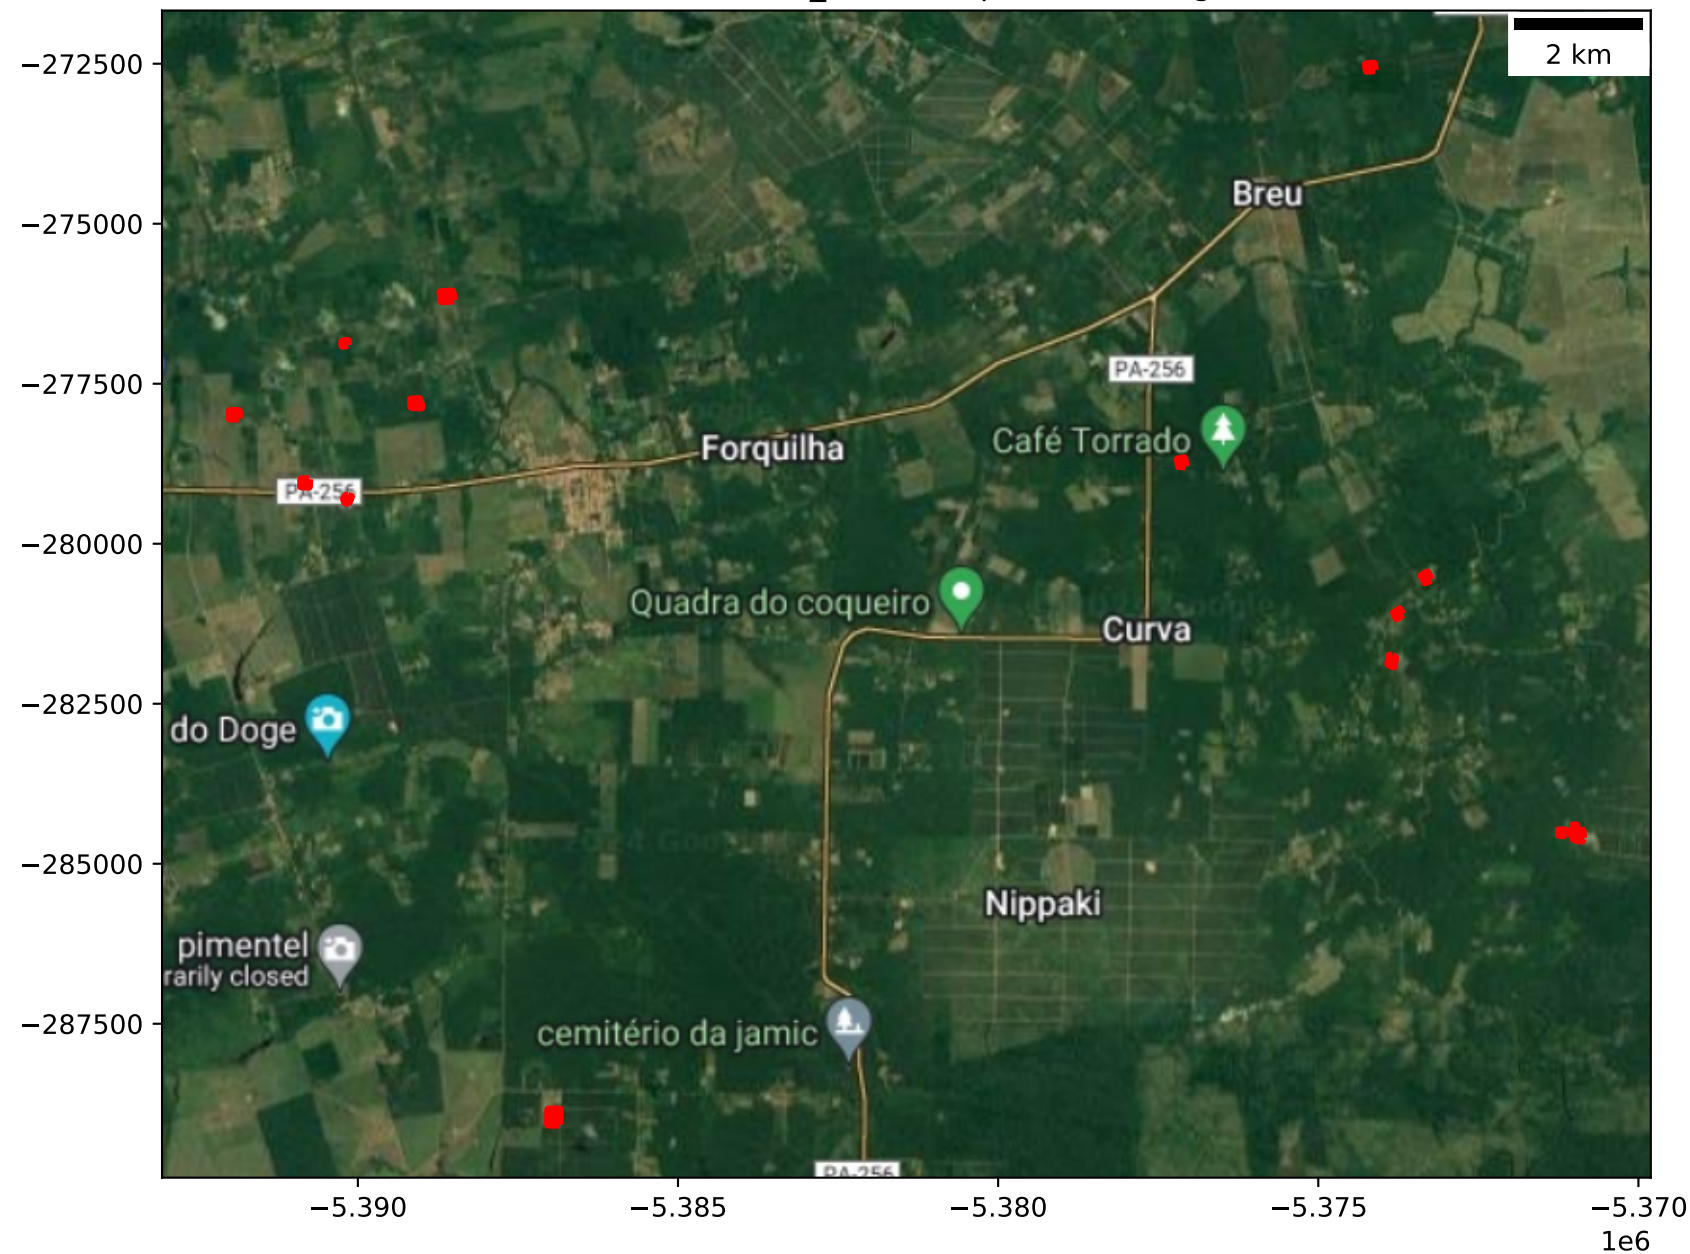 2 km
−272500
−275000
−277500
−280000
−282500
−285000
−287500
Breu
PA-256
Forquilha
Café Torrado
PA-256
Quadra do coqueiro
Curva
do Doge
Nippaki
pimentel
rarily closed
cemitério da jamic
PA-256
−5.390
−5.385
−5.380
−5.375
−5.370
1e6